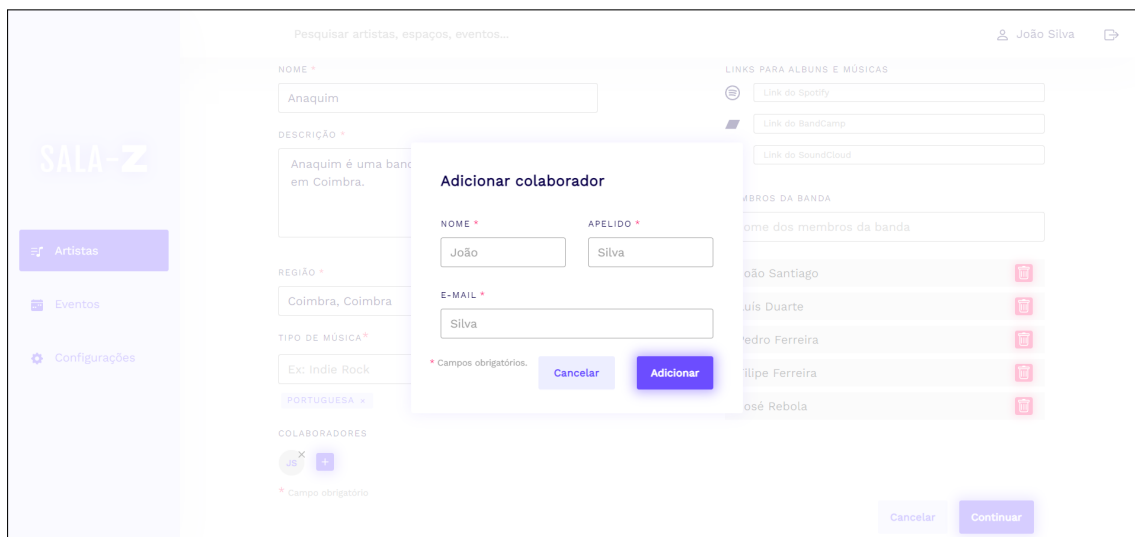 Pesquisar artistas, espaços, eventos...
João Silva
SALA-Z
Artistas
Eventos
Configurações
NOME *
Anaquim
DESCRIÇÃO *
Anaquim é uma band
em Coimbra.
REGIÃO *
Coimbra, Coimbra
TIPO DE MÚSICA*
Ex: Indie Rock
PORTUGUESA ×
COLABORADORES
JS ×
+
* Campo obrigatório
LINKS PARA ALBUNS E MÚSICAS
Link do Spotify
Link do BandCamp
Link do SoundCloud
MBROS DA BANDA
ome dos membros da banda
oão Santiago
uís Duarte
edro Ferreira
ilipe Ferreira
osé Rebola
Cancelar
Continuar
Adicionar colaborador
NOME *
APELIDO *
João
Silva
E-MAIL *
Silva
* Campos obrigatórios.
Cancelar
Adicionar